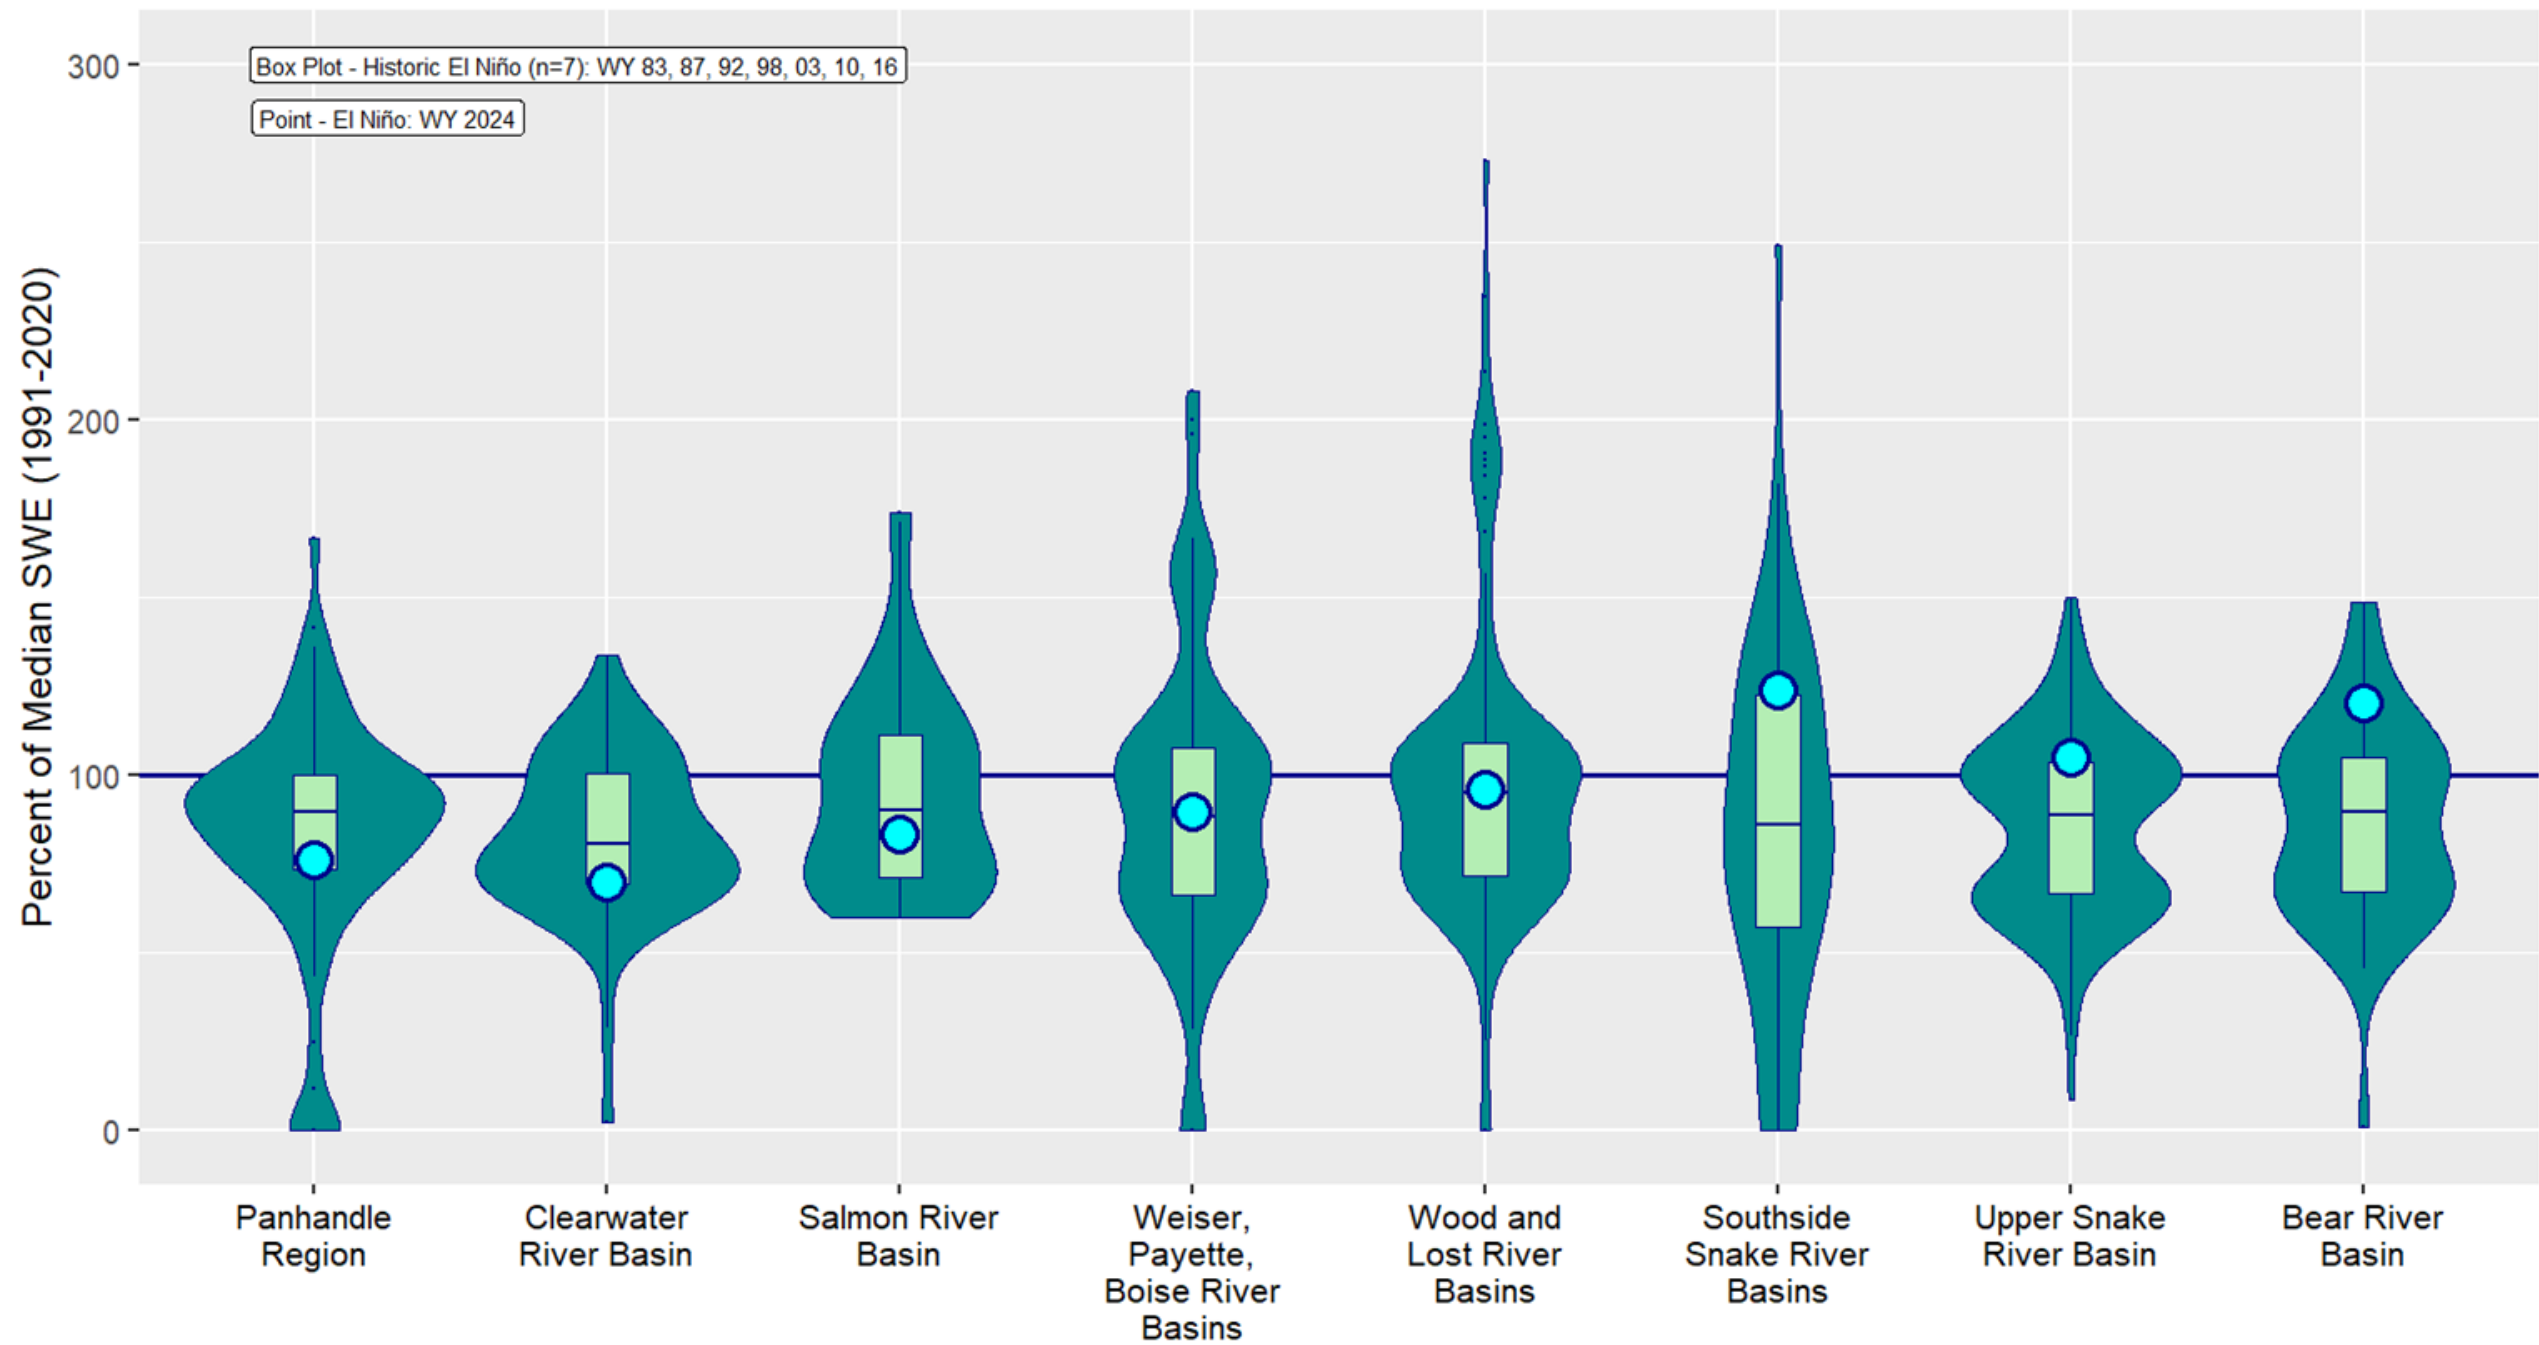 Percent of Median SWE (1991-2020)
300
200
100
0
Box Plot - Historic El Niño (n=7): WY 83, 87, 92, 98, 03, 10, 16
Point - El Niño: WY 2024
Panhandle
Region
Clearwater
River Basin
Salmon River
Basin
Weiser,
Payette,
Boise River
Basins
Wood and
Lost River
Basins
Southside
Snake River
Basins
Upper Snake
River Basin
Bear River
Basin